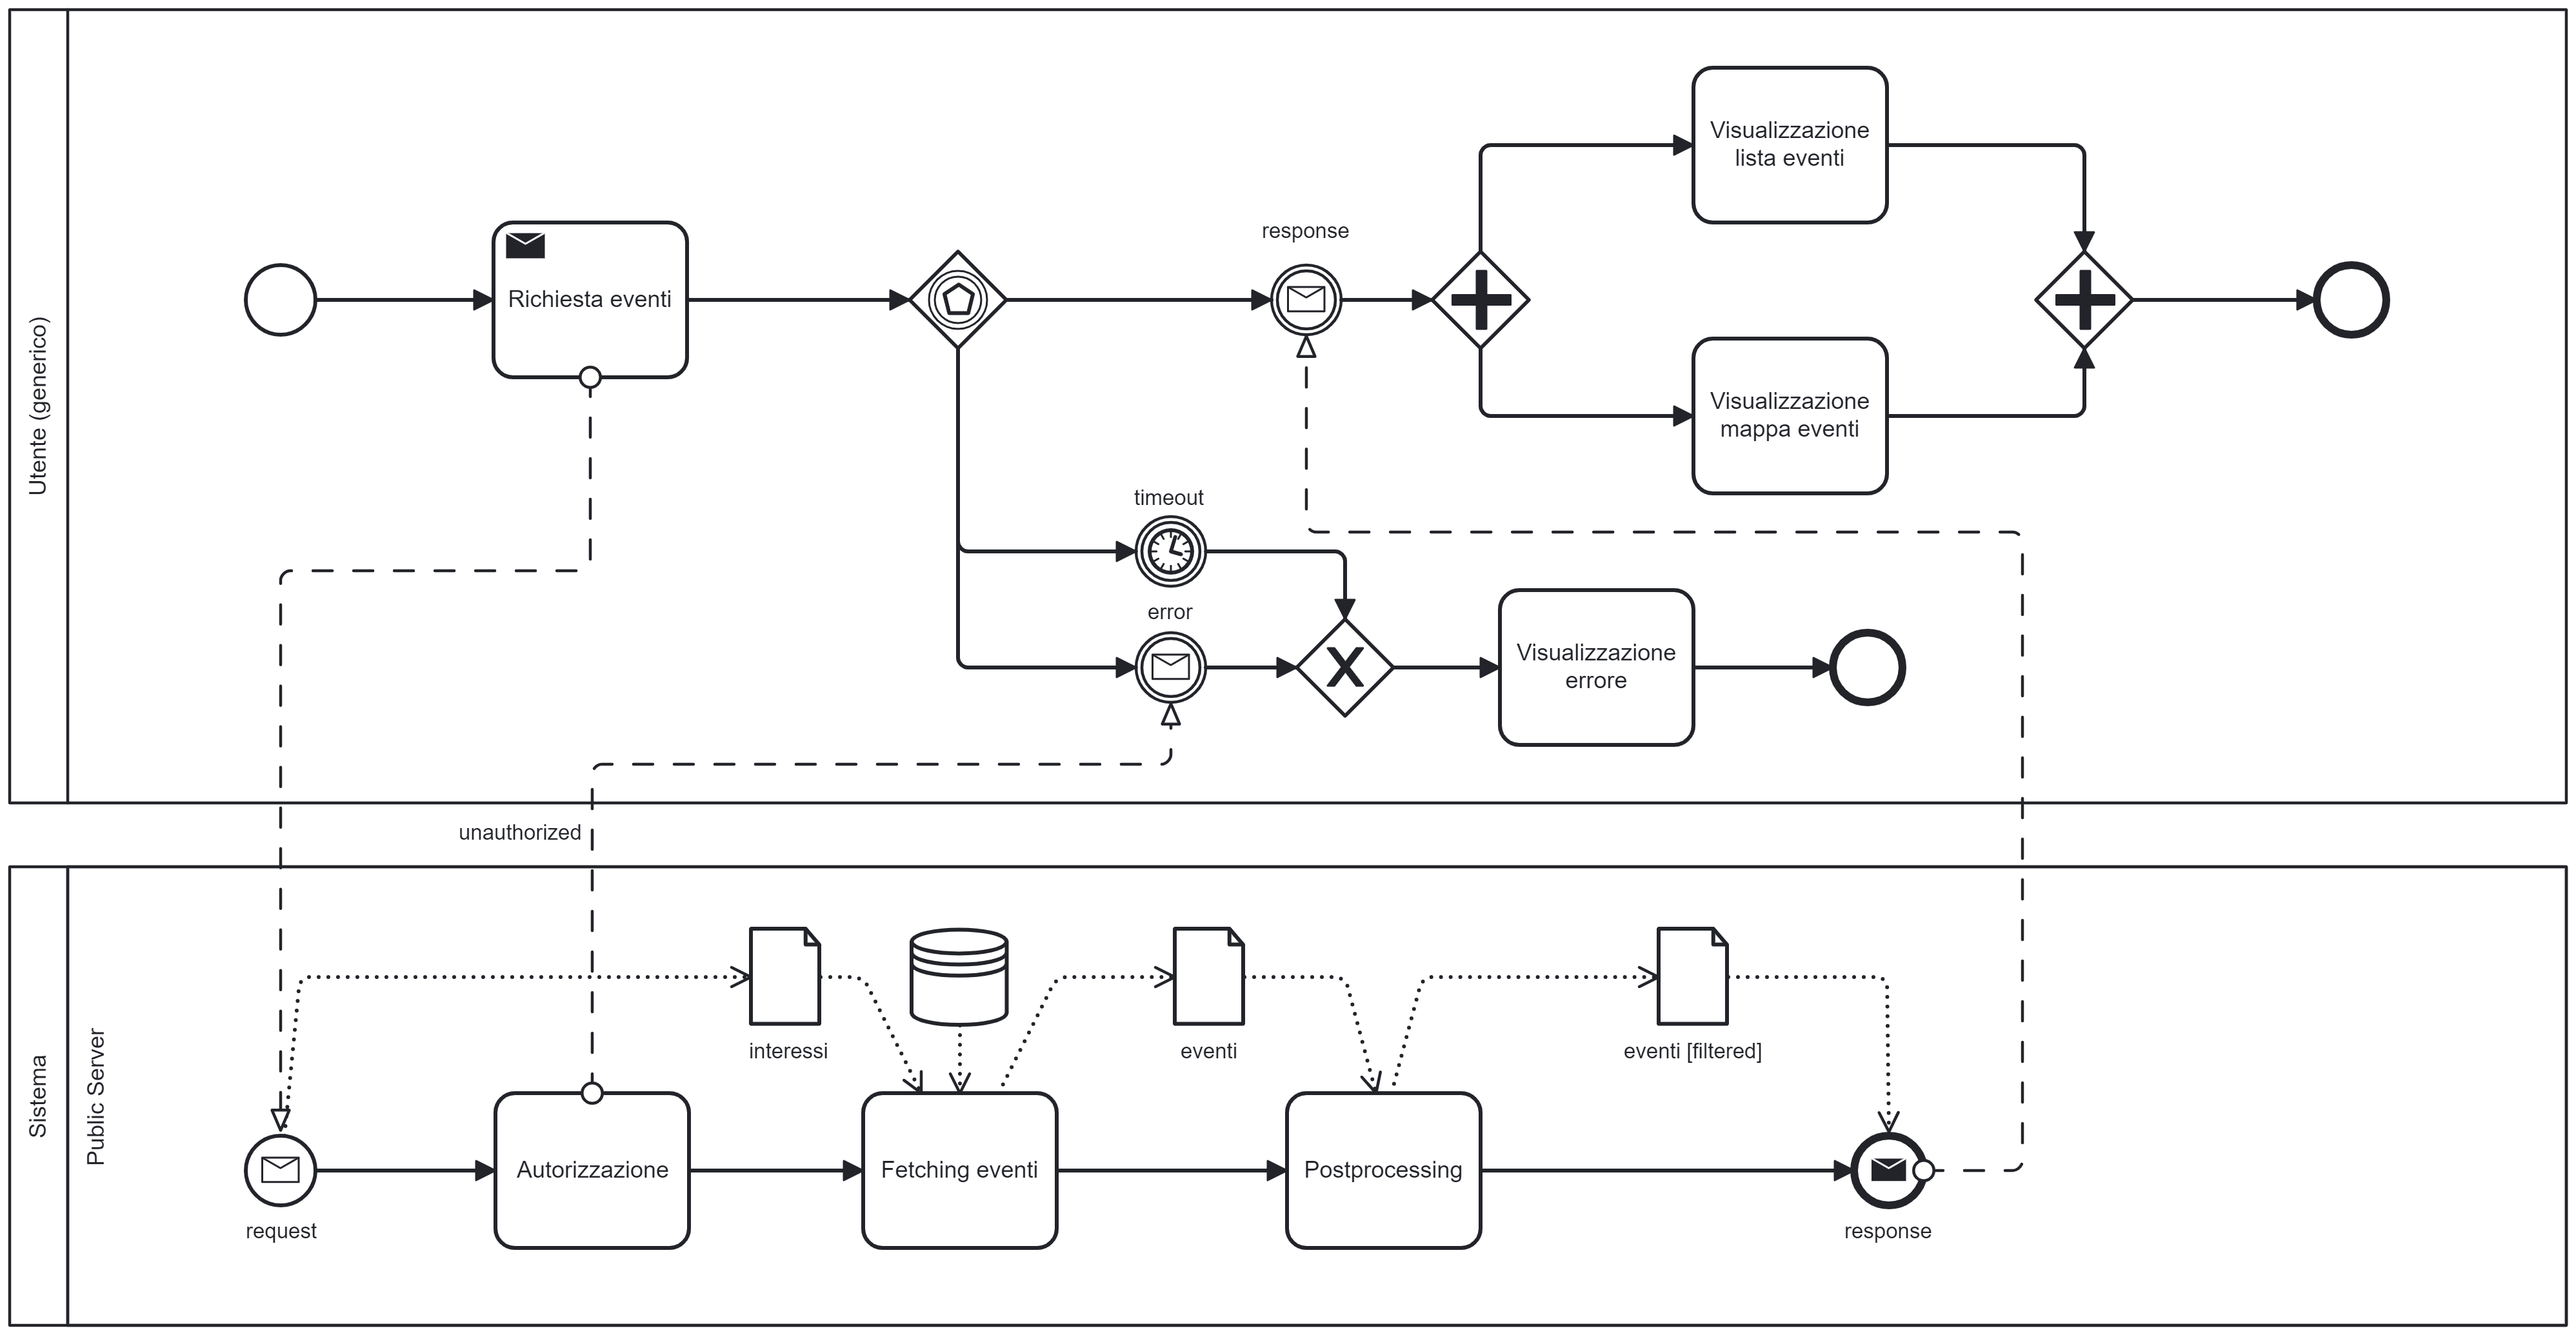 Utente (generico)
Richiesta eventi
response
Visualizzazione
lista eventi
Visualizzazione
mappa eventi
timeout
error
Visualizzazione
errore
unauthorized
Sistema
Public Server
interessi
eventi
eventi [filtered]
request
Autorizzazione
Fetching eventi
Postprocessing
response